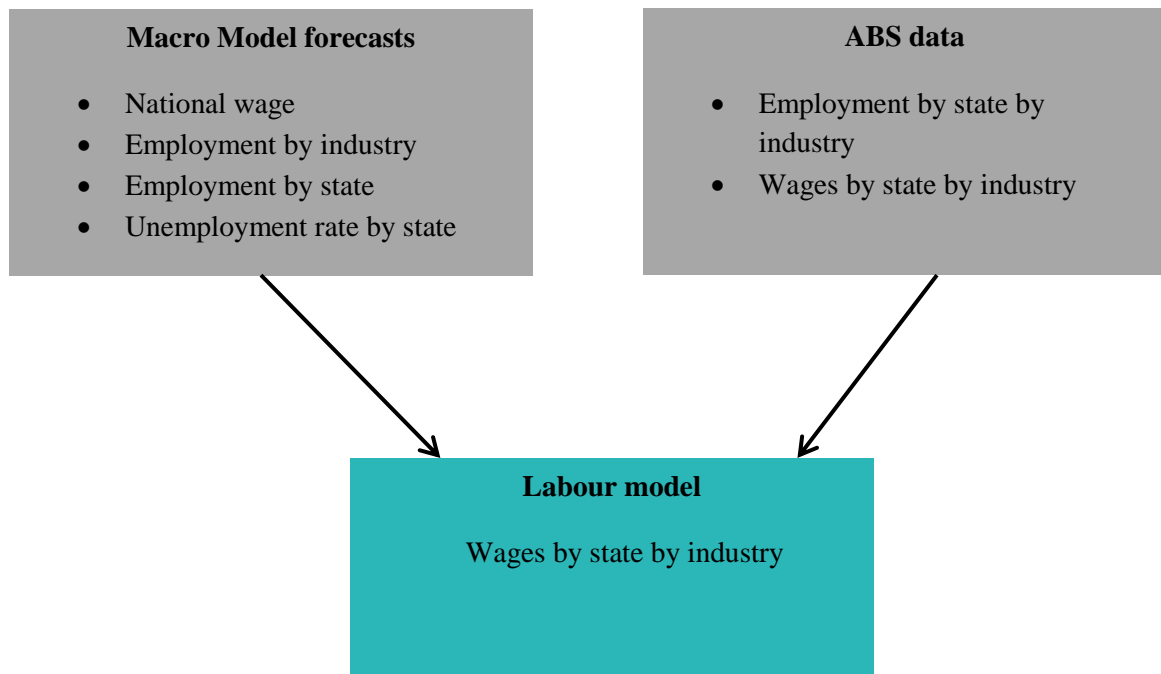 Macro Model forecasts
• National wage
• Employment by industry
• Employment by state
• Unemployment rate by state
ABS data
• Employment by state by
industry
• Wages by state by industry
Labour model
Wages by state by industry